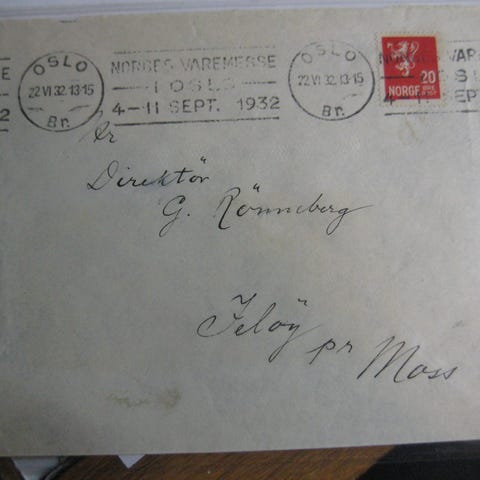 OSLO
22 VI 32. 13-15
Br.
NORGES VAREMESSE
I OSLO
4-11 SEPT. 1932
OSLO
22 VI 32. 13-15
Br.
20
NORGE
Hr
Direktör
G. Rönneberg
Jelöy pr Moss